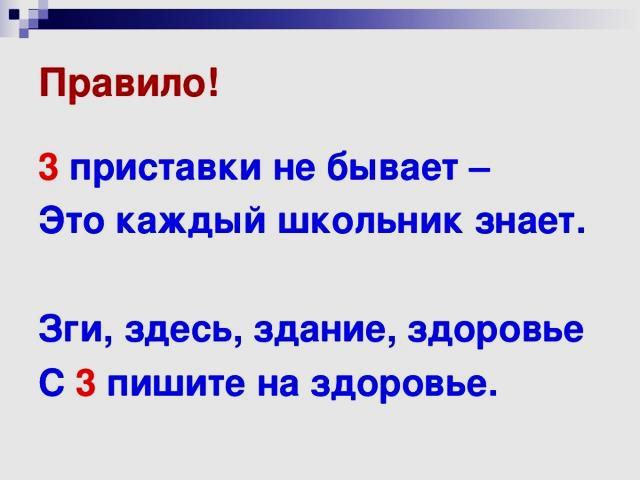 Правило!
З приставки не бывает –
Это каждый школьник знает.
Зги, здесь, здание, здоровье
С З пишите на здоровье.